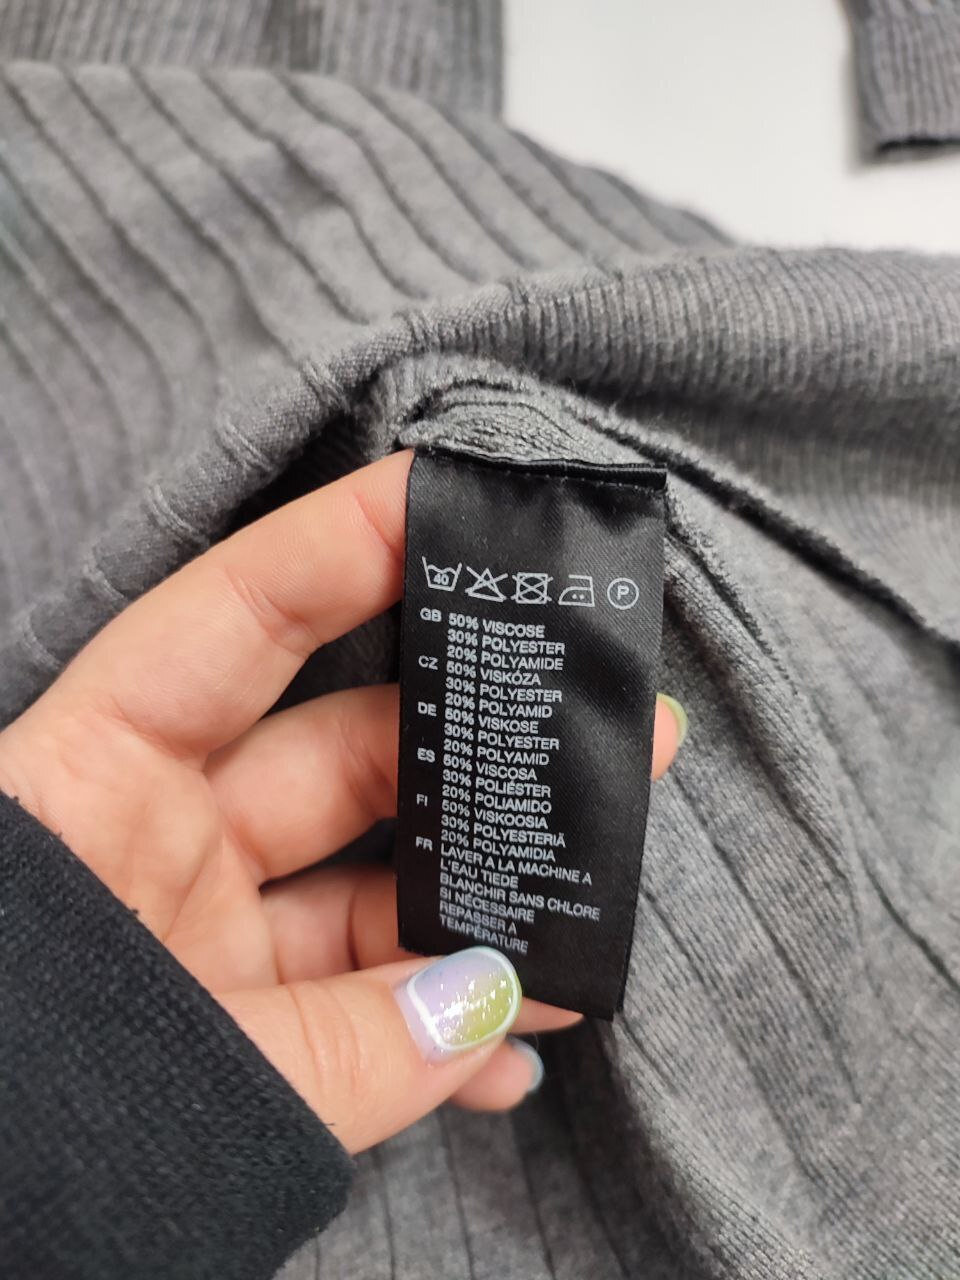 40 P
GB 50% VISCOSE
30% POLYESTER
20% POLYAMIDE
CZ 50% VISKÓZA
30% POLYESTER
20% POLYAMID
DE 50% VISKOSE
30% POLYESTER
20% POLYAMID
ES 50% VISCOSA
30% POLIÉSTER
20% POLIAMIDO
FI 50% VISKOOSIA
30% POLYESTERIÄ
20% POLYAMIDIA
FR LAVER A LA MACHINE A
L'EAU TIEDE
BLANCHIR SANS CHLORE
SI NÉCESSAIRE
REPASSER A
TEMPÉRATURE